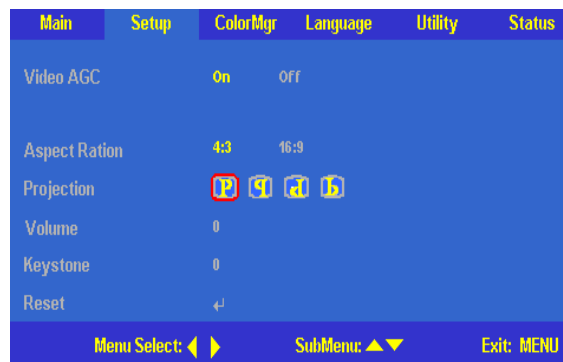 Main Setup ColorMgr Language Utility Status
Video AGC On Off
Aspect Ration 4:3 16:9
Projection P
Volume 0
Keystone 0
Reset
Menu Select: SubMenu: Exit: MENU